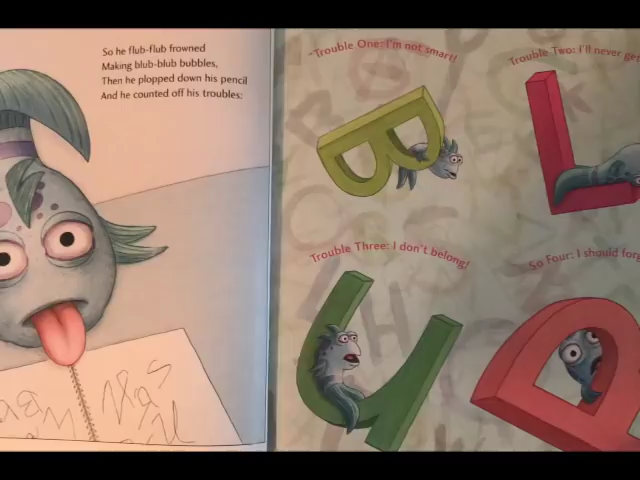 So he flub-flub frowned
Making blub-blub bubbles,
Then he plopped down his pencil
And he counted off his troubles:
"Trouble One: I'm not smart!
Trouble Two: I'll never get
Trouble Three: I don't belong!
So Four: I should